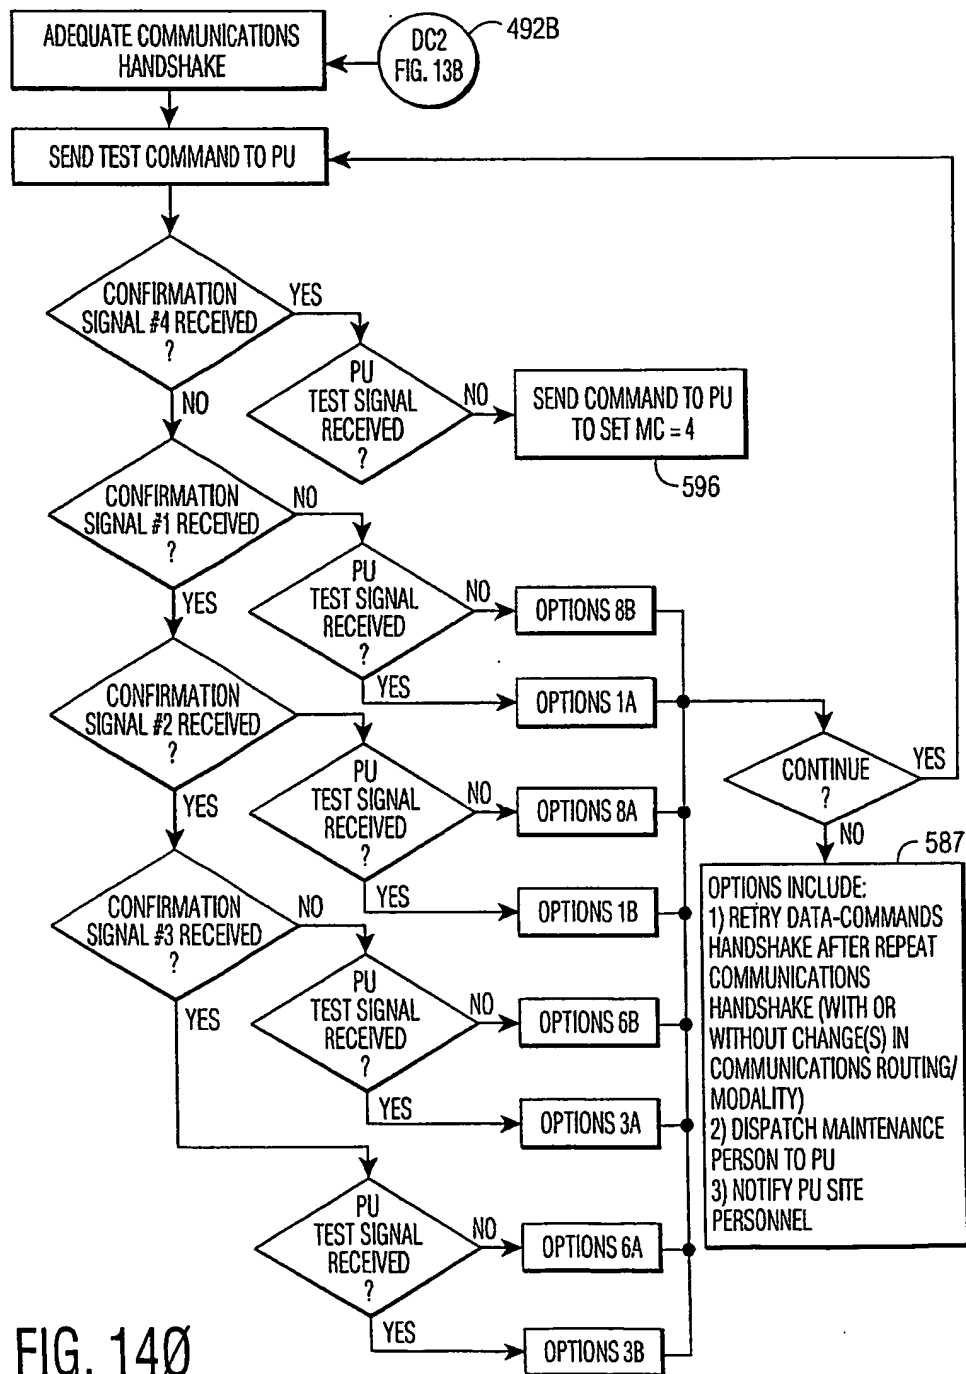 ADEQUATE COMMUNICATIONS
HANDSHAKE
DC2
FIG. 13B
492B
SEND TEST COMMAND TO PU
CONFIRMATION
SIGNAL #4 RECEIVED
?
YES
NO
PU
TEST SIGNAL
RECEIVED
?
NO
SEND COMMAND TO PU
TO SET MC = 4
596
CONFIRMATION
SIGNAL #1 RECEIVED
?
NO
YES
PU
TEST SIGNAL
RECEIVED
?
NO
OPTIONS 8B
YES
OPTIONS 1A
CONFIRMATION
SIGNAL #2 RECEIVED
?
YES
PU
TEST SIGNAL
RECEIVED
?
NO
OPTIONS 8A
YES
OPTIONS 1B
CONTINUE
?
YES
NO
587
CONFIRMATION
SIGNAL #3 RECEIVED
?
NO
YES
PU
TEST SIGNAL
RECEIVED
?
NO
OPTIONS 6B
YES
OPTIONS 3A
PU
TEST SIGNAL
RECEIVED
?
NO
OPTIONS 6A
YES
OPTIONS 3B
OPTIONS INCLUDE:
1) RETRY DATA-COMMANDS
HANDSHAKE AFTER REPEAT
COMMUNICATIONS
HANDSHAKE (WITH OR
WITHOUT CHANGE(S) IN
COMMUNICATIONS ROUTING/
MODALITY)
2) DISPATCH MAINTENANCE
PERSON TO PU
3) NOTIFY PU SITE
PERSONNEL
FIG. 14Ø